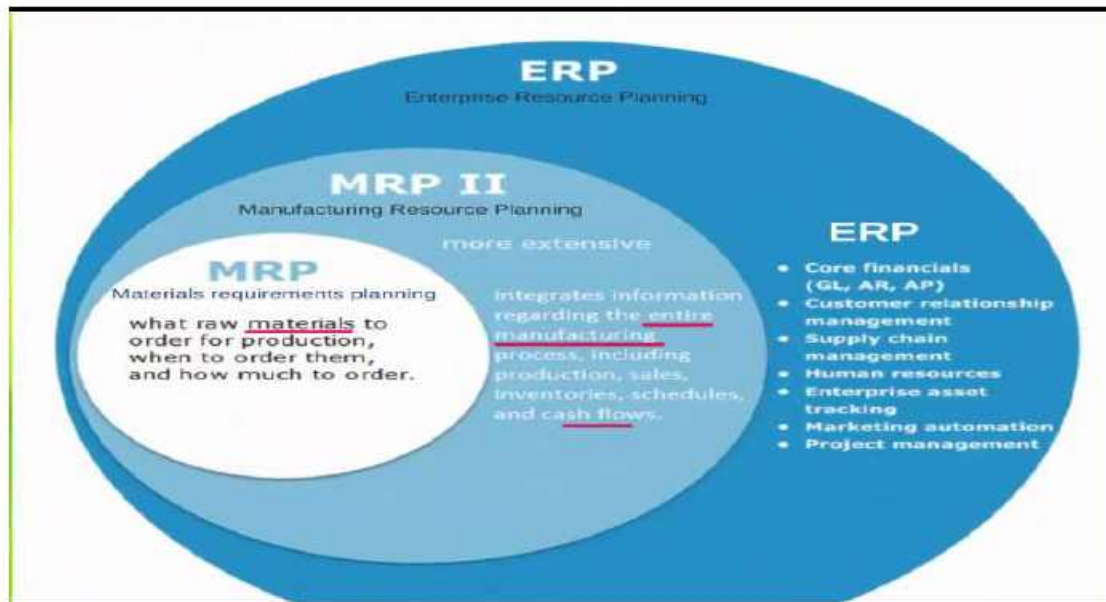 ERP
Enterprise Resource Planning
MRP II
Manufacturing Resource Planning
more extensive
MRP
Materials requirements planning
what raw materials to
order for production,
when to order them,
and how much to order.
integrates information
regarding the entire
manufacturing
process, including
production, sales,
inventories, schedules,
and cash flows.
ERP
• Core financials
(GL, AR, AP)
• Customer relationship
management
• Supply chain
management
• Human resources
• Enterprise asset
tracking
• Marketing automation
• Project management